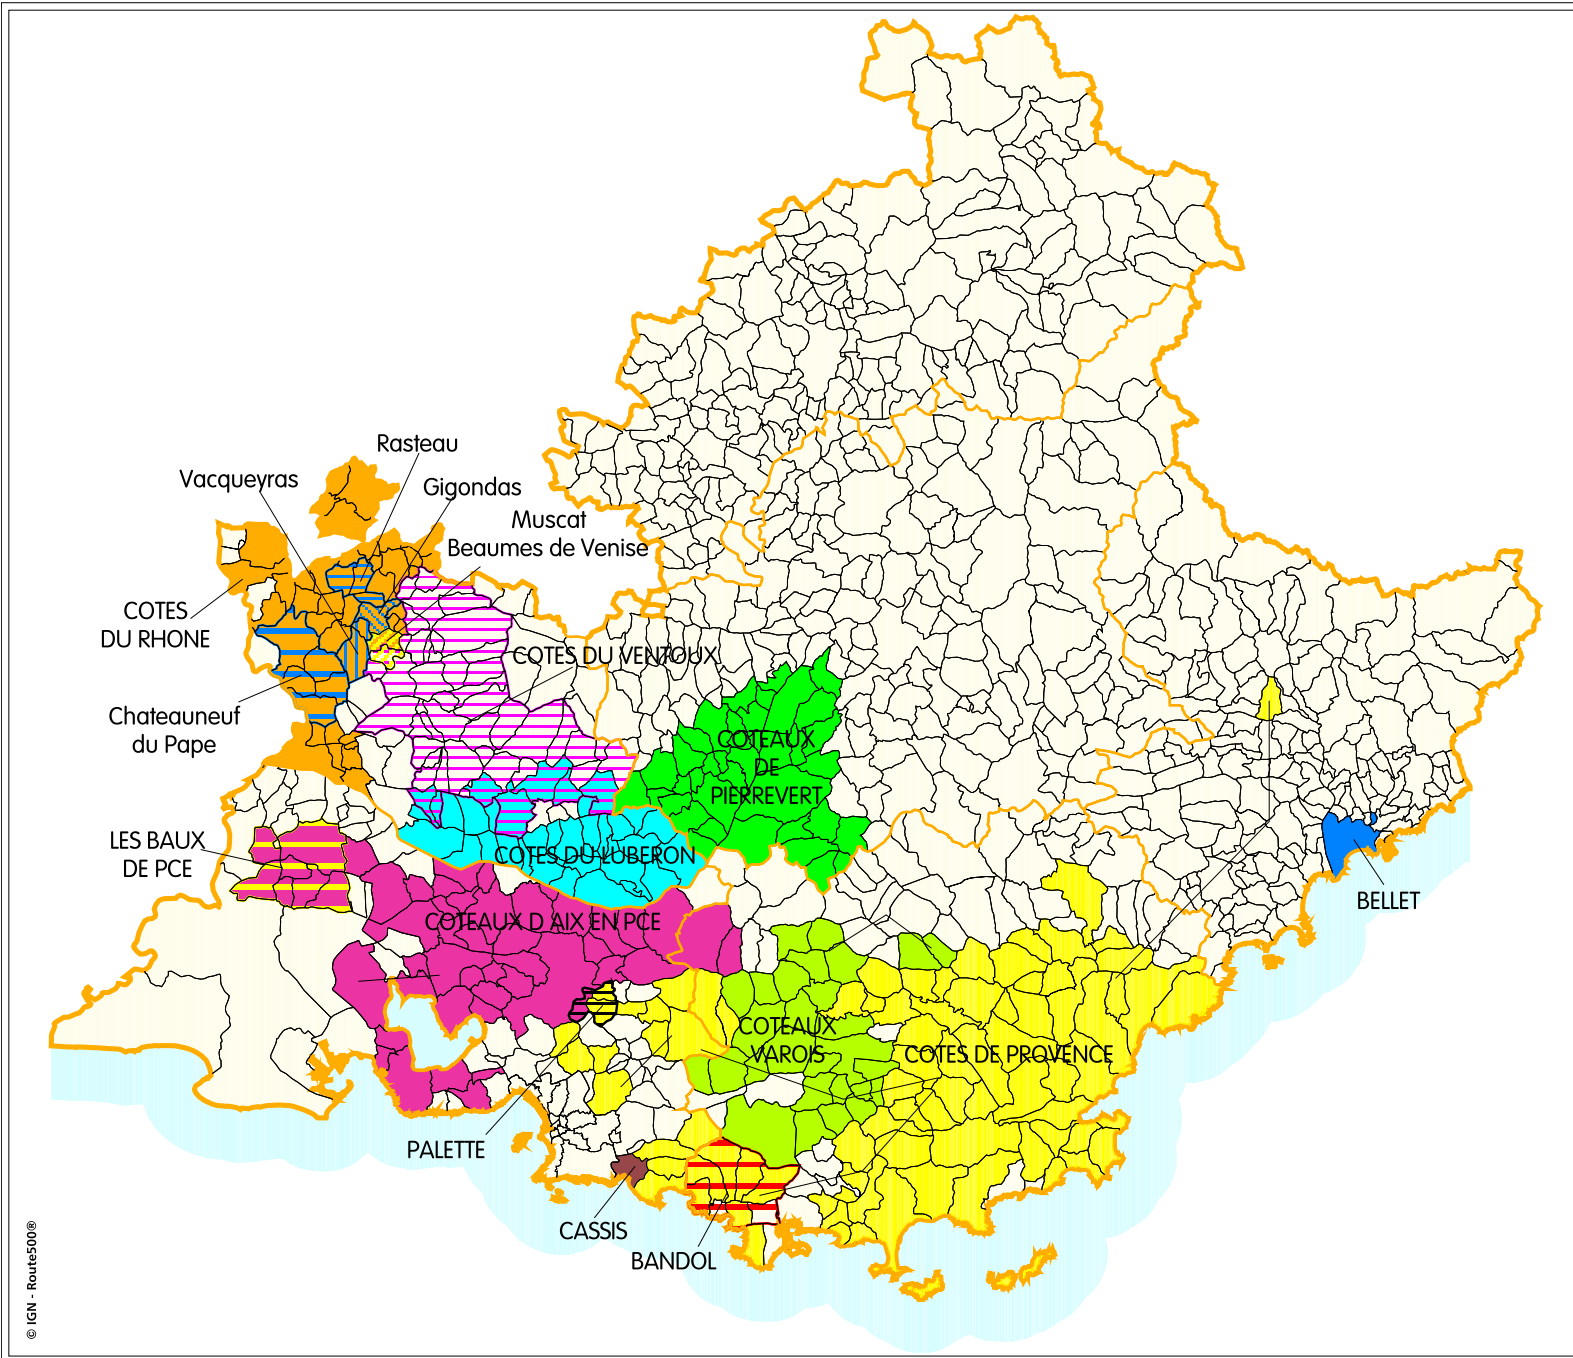 Rasteau
Vacqueyras
Gigondas
Muscat
Beaumes de Venise
COTES
DU RHONE
COTES DU VENTOUX
Chateauneuf
du Pape
COTEAUX
DE
PIERREVERT
LES BAUX
DE PCE
COTES DU LUBERON
BELLET
COTEAUX D AIX EN PCE
COTEAUX
VAROIS
COTES DE PROVENCE
PALETTE
CASSIS
BANDOL
© IGN - Route500®